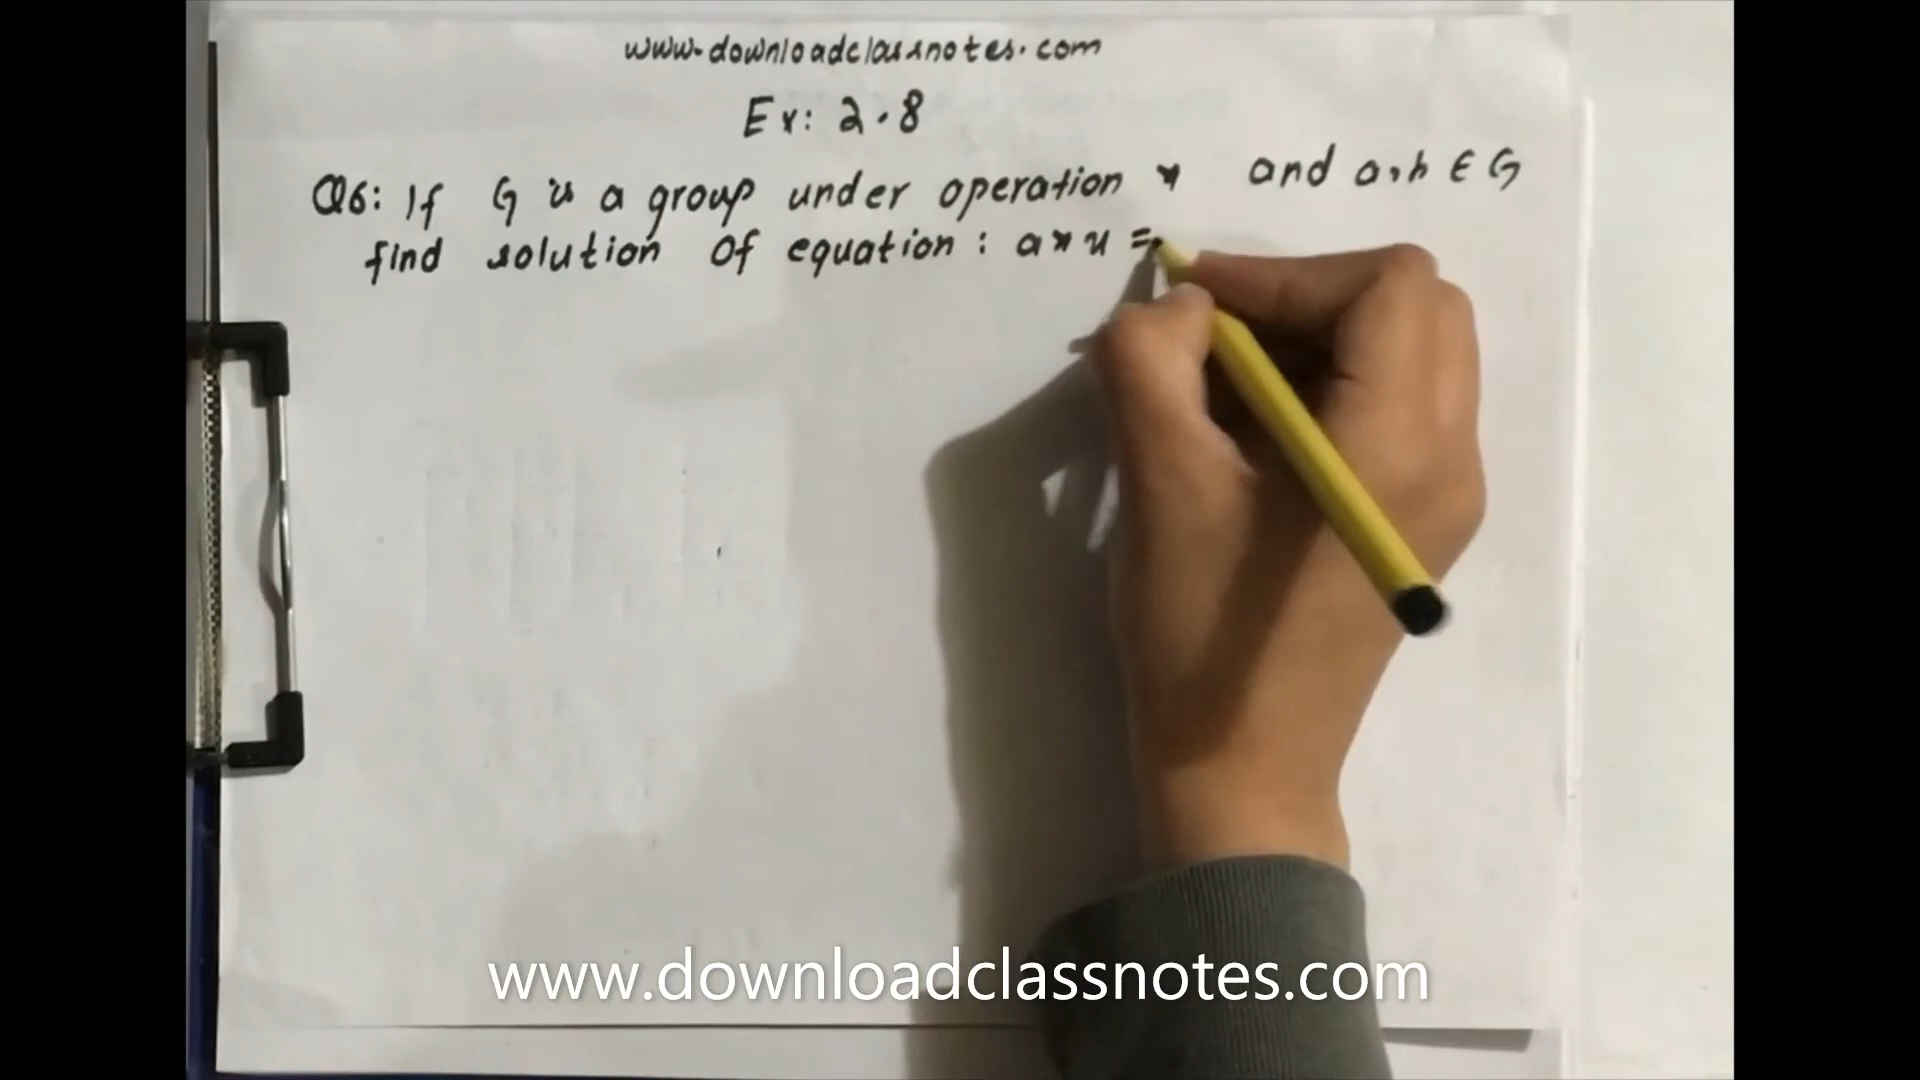 www.downloadclassnotes.com
Ex: 2.8
Q6: If G is a group under operation * and a,b ∈ G
find solution of equation : a*x =
www.downloadclassnotes.com